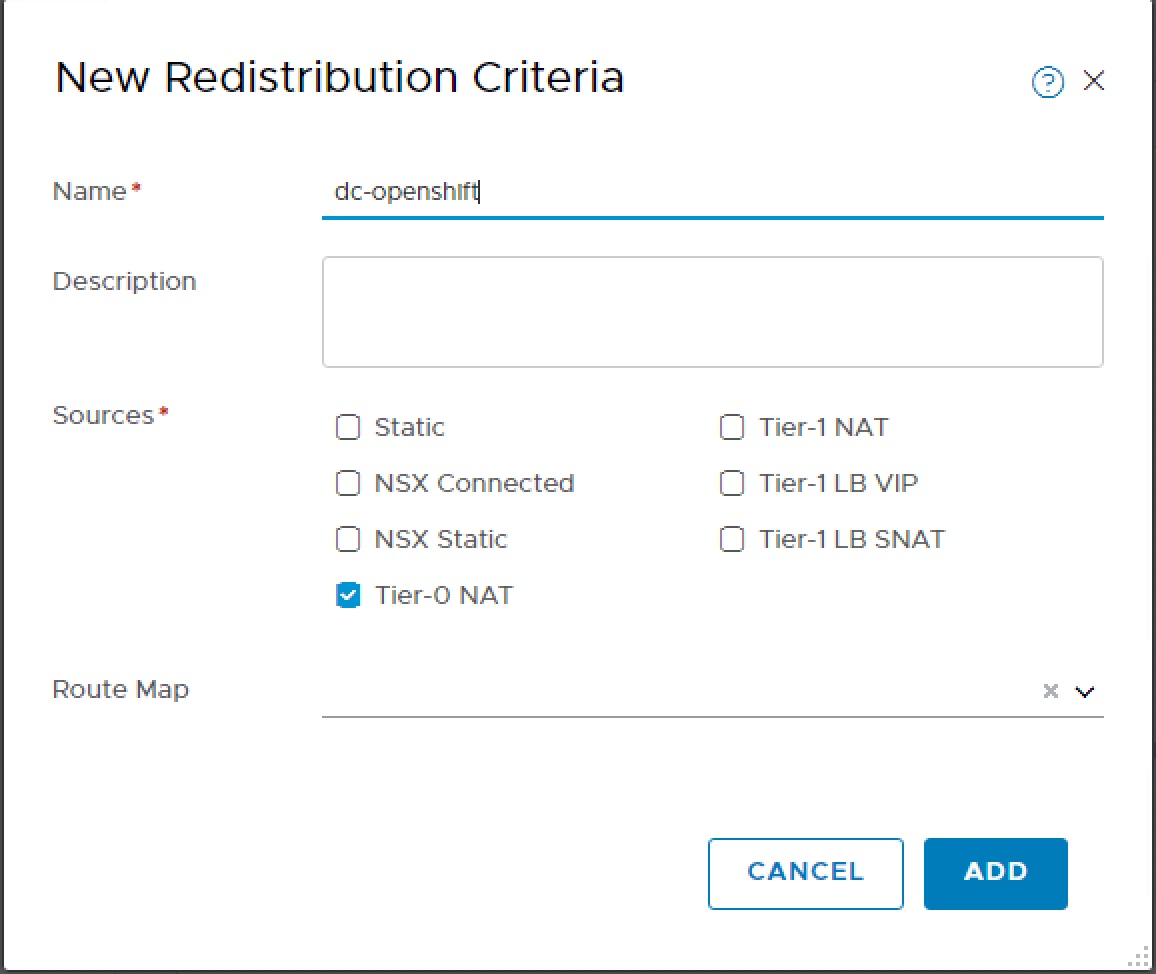 New Redistribution Criteria
?
Name*
dc-openshift
Description
Sources*
Static
Tier-1 NAT
NSX Connected
Tier-1 LB VIP
NSX Static
Tier-1 LB SNAT
Tier-0 NAT
Route Map
CANCEL
ADD